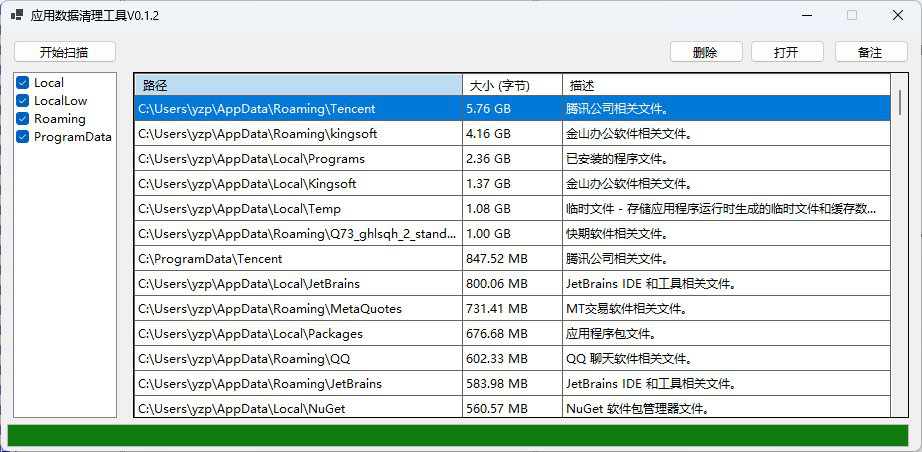 应用数据清理工具V0.1.2
开始扫描 删除 打开 备注
Local
LocalLow
Roaming
ProgramData
路径 大小 (字节) 描述
C:\Users\yzp\AppData\Roaming\Tencent 5.76 GB 腾讯公司相关文件。
C:\Users\yzp\AppData\Roaming\kingsoft 4.16 GB 金山办公软件相关文件。
C:\Users\yzp\AppData\Local\Programs 2.36 GB 已安装的程序文件。
C:\Users\yzp\AppData\Local\Kingsoft 1.37 GB 金山办公软件相关文件。
C:\Users\yzp\AppData\Local\Temp 1.08 GB 临时文件 - 存储应用程序运行时生成的临时文件和缓存数...
C:\Users\yzp\AppData\Roaming\Q73_ghlsqh_2_stand... 1.00 GB 快期软件相关文件。
C:\ProgramData\Tencent 847.52 MB 腾讯公司相关文件。
C:\Users\yzp\AppData\Local\JetBrains 800.06 MB JetBrains IDE 和工具相关文件。
C:\Users\yzp\AppData\Roaming\MetaQuotes 731.41 MB MT交易软件相关文件。
C:\Users\yzp\AppData\Local\Packages 676.68 MB 应用程序包文件。
C:\Users\yzp\AppData\Roaming\QQ 602.33 MB QQ 聊天软件相关文件。
C:\Users\yzp\AppData\Roaming\JetBrains 583.98 MB JetBrains IDE 和工具相关文件。
C:\Users\yzp\AppData\Local\NuGet 560.57 MB NuGet 软件包管理器文件。